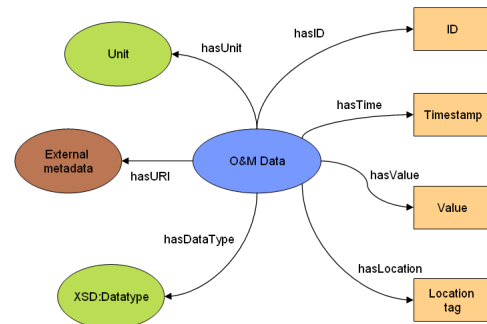 hasID
ID
hasUnit
Unit
hasTime
Timestamp
External
metadata
O&M Data
hasURI
hasValue
Value
hasDataType
hasLocation
XSD:Datatype
Location
tag